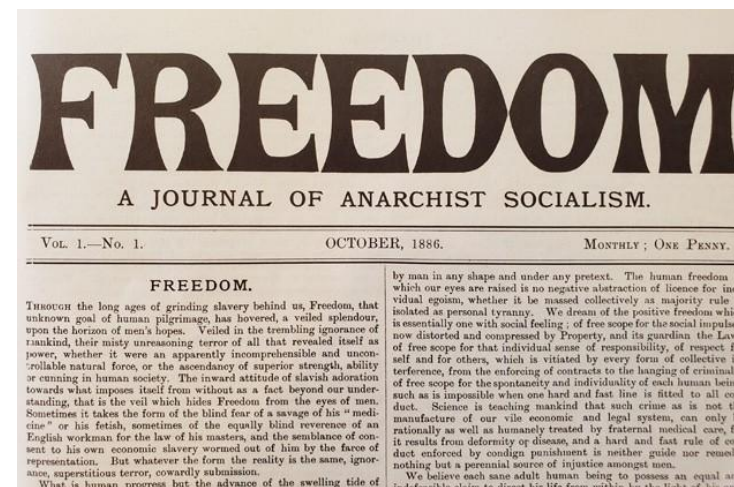 FREEDOM
A JOURNAL OF ANARCHIST SOCIALISM.
VOL. 1.—No. 1.
OCTOBER, 1886.
MONTHLY ; ONE PENNY.
FREEDOM.
THROUGH the long ages of grinding slavery behind us, Freedom, that
unknown goal of human pilgrimage, has hovered, a veiled splendour,
upon the horizon of men's hopes. Veiled in the trembling ignorance of
mankind, their misty unreasoning terror of all that revealed itself as
power, whether it were an apparently incomprehensible and uncon-
trollable natural force, or the ascendancy of superior strength, ability
or cunning in human society. The inward attitude of slavish adoration
towards what imposes itself from without as a fact beyond our under-
standing, that is the veil which hides Freedom from the eyes of men.
Sometimes it takes the form of the blind fear of a savage of his "medi-
cine" or his fetish, sometimes of the equally blind reverence of an
English workman for the law of his masters, and the semblance of con-
sent to his own economic slavery wormed out of him by the farce of
representation. But whatever the form the reality is the same, ignor-
ance, superstitious terror, cowardly submission.
What is human progress but the advance of the swelling tide of
by man in any shape and under any pretext. The human freedom
which our eyes are raised is no negative abstraction of licence for
vidual egoism, whether it be massed collectively as majority rule
isolated as personal tyranny. We dream of the positive freedom
is essentially one with social feeling ; of free scope for the social
now distorted and compressed by Property, and its guardian the
of free scope for that individual sense of responsibility, of respect
self and for others, which is vitiated by every form of collective
terference, from the enforcing of contracts to the hanging of
of free scope for the spontaneity and individuality of each human
such as is impossible when one hard and fast line is fitted to all
duct. Science is teaching mankind that such crime as is not
manufacture of our vile economic and legal system, can only
rationally as well as humanely treated by fraternal medical care,
it results from deformity or disease, and a hard and fast rule of
duct enforced by condign punishment is neither guide nor
nothing but a perennial source of injustice amongst men.
We believe each sane adult human being to possess an equal